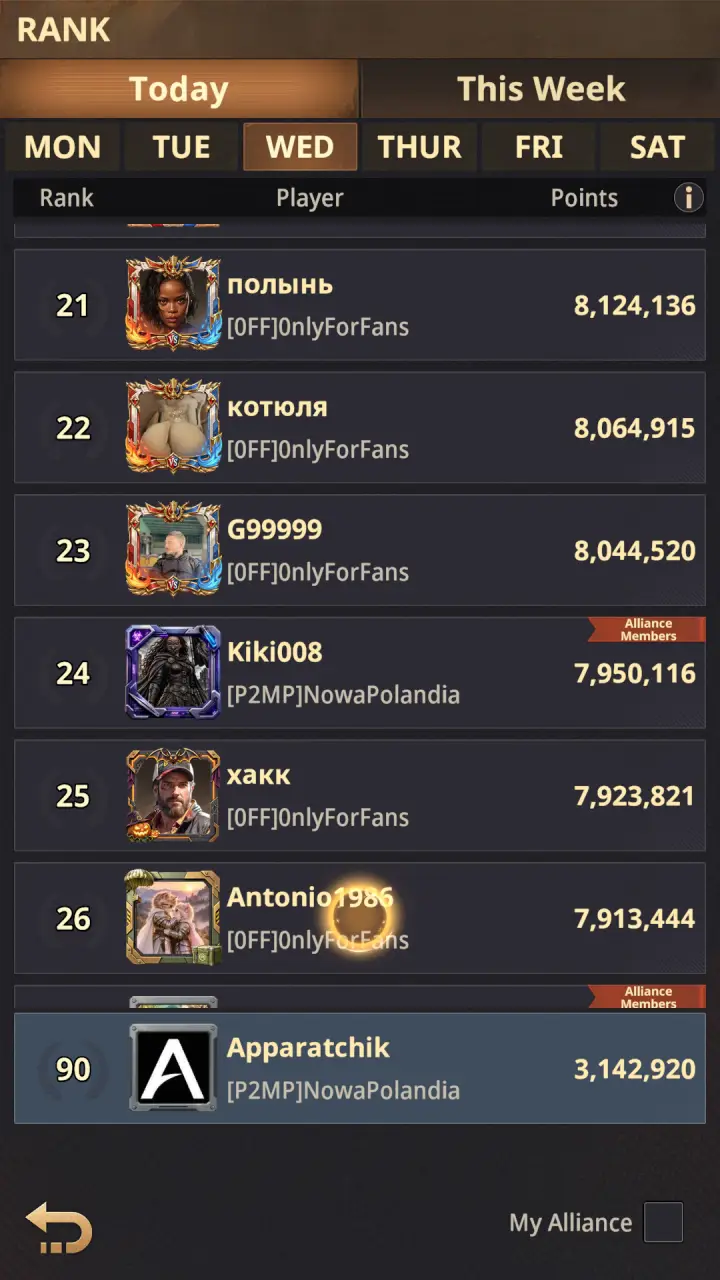 RANK
Today
This Week
MON
TUE
WED
THUR
FRI
SAT
Rank
Player
Points
i
21
полынь
[0FF]0nlyForFans
8,124,136
VS
22
котюля
[0FF]0nlyForFans
8,064,915
VS
23
G99999
[0FF]0nlyForFans
8,044,520
VS
Alliance
Members
24
Kiki008
[P2MP]NowaPolandia
7,950,116
25
хакк
[0FF]0nlyForFans
7,923,821
26
Antonio1986
[0FF]0nlyForFans
7,913,444
Alliance
Members
90
Apparatchik
[P2MP]NowaPolandia
3,142,920
My Alliance